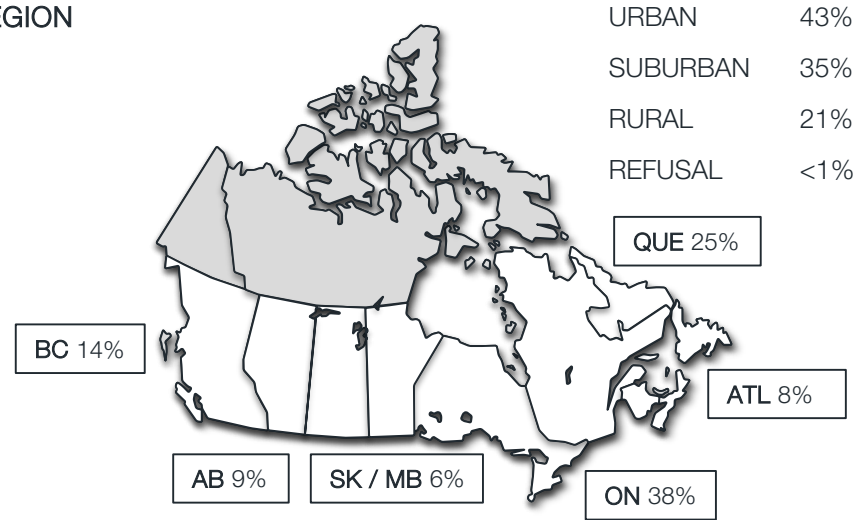 EGION
URBAN 43%
SUBURBAN 35%
RURAL 21%
REFUSAL <1%
QUE 25%
BC 14%
ATL 8%
AB 9%
SK / MB 6%
ON 38%